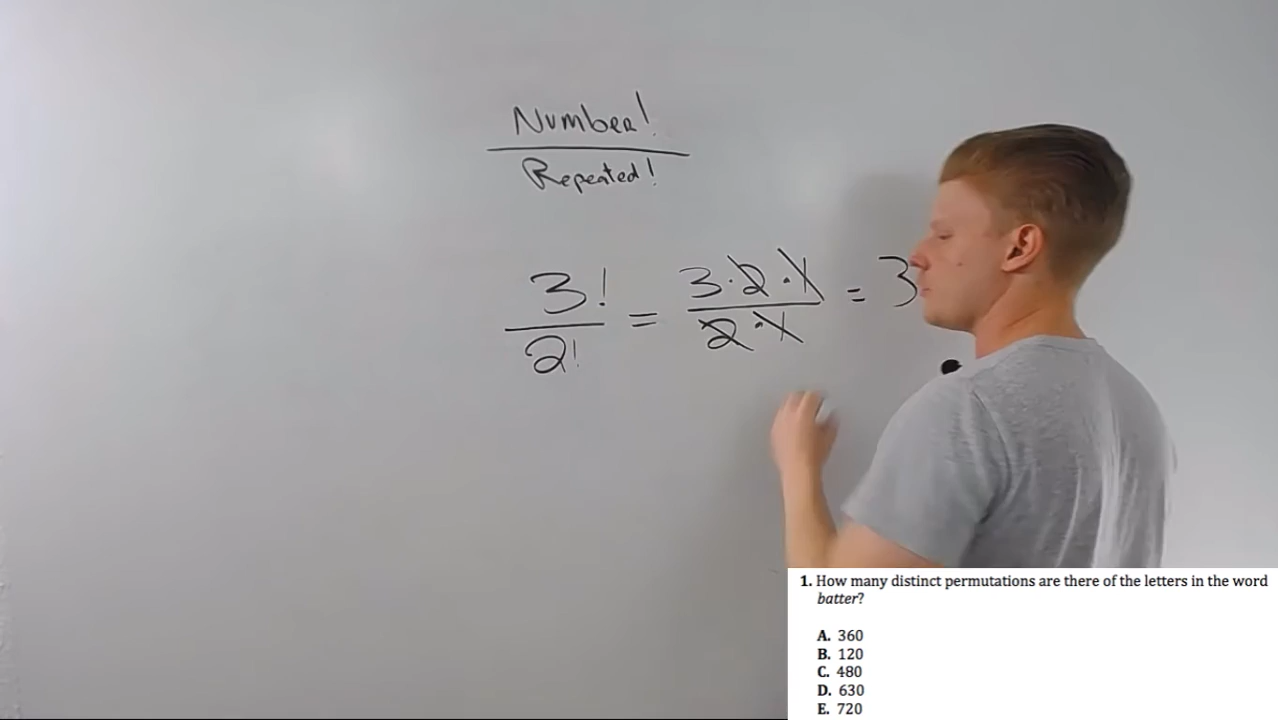 Number!
Repeated!
3! / 2! = 3·2·1 / 2·1 = 3
1. How many distinct permutations are there of the letters in the word
batter?
A. 360
B. 120
C. 480
D. 630
E. 720